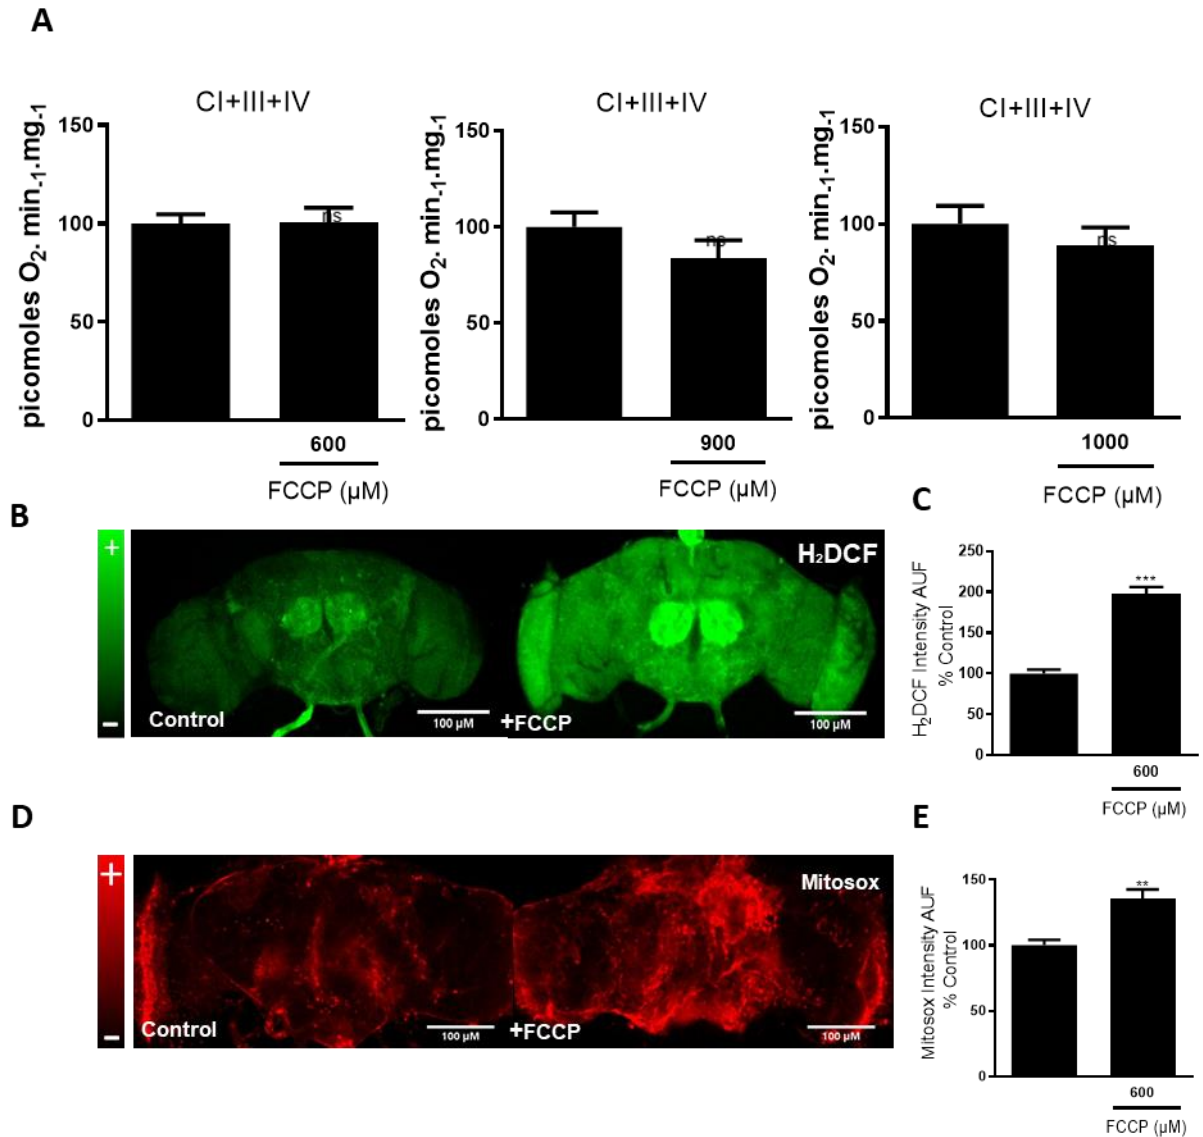 A
CI+III+IV
picomoles O2. min-1.mg-1
150
100
50
0
ns
600
FCCP (µM)
CI+III+IV
picomoles O2. min-1.mg-1
150
100
50
0
ns
900
FCCP (µM)
CI+III+IV
picomoles O2. min-1.mg-1
150
100
50
0
ns
1000
FCCP (µM)
B
+
−
H2DCF
Control
100 µM
+FCCP
100 µM
C
H2DCF Intensity AUF
% Control
250
200
150
100
50
0
***
600
FCCP (µM)
D
+
−
Mitosox
Control
100 µM
+FCCP
100 µM
E
Mitosox Intensity AUF
% Control
150
100
50
0
**
600
FCCP (µM)